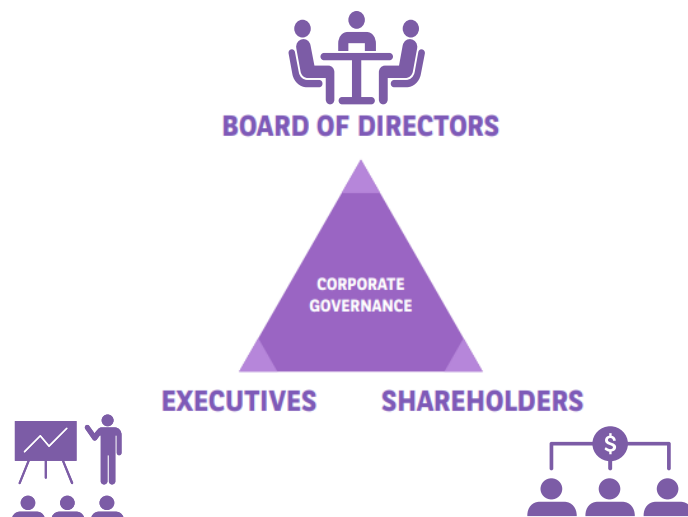 BOARD OF DIRECTORS
CORPORATE
GOVERNANCE
EXECUTIVES
SHAREHOLDERS
$